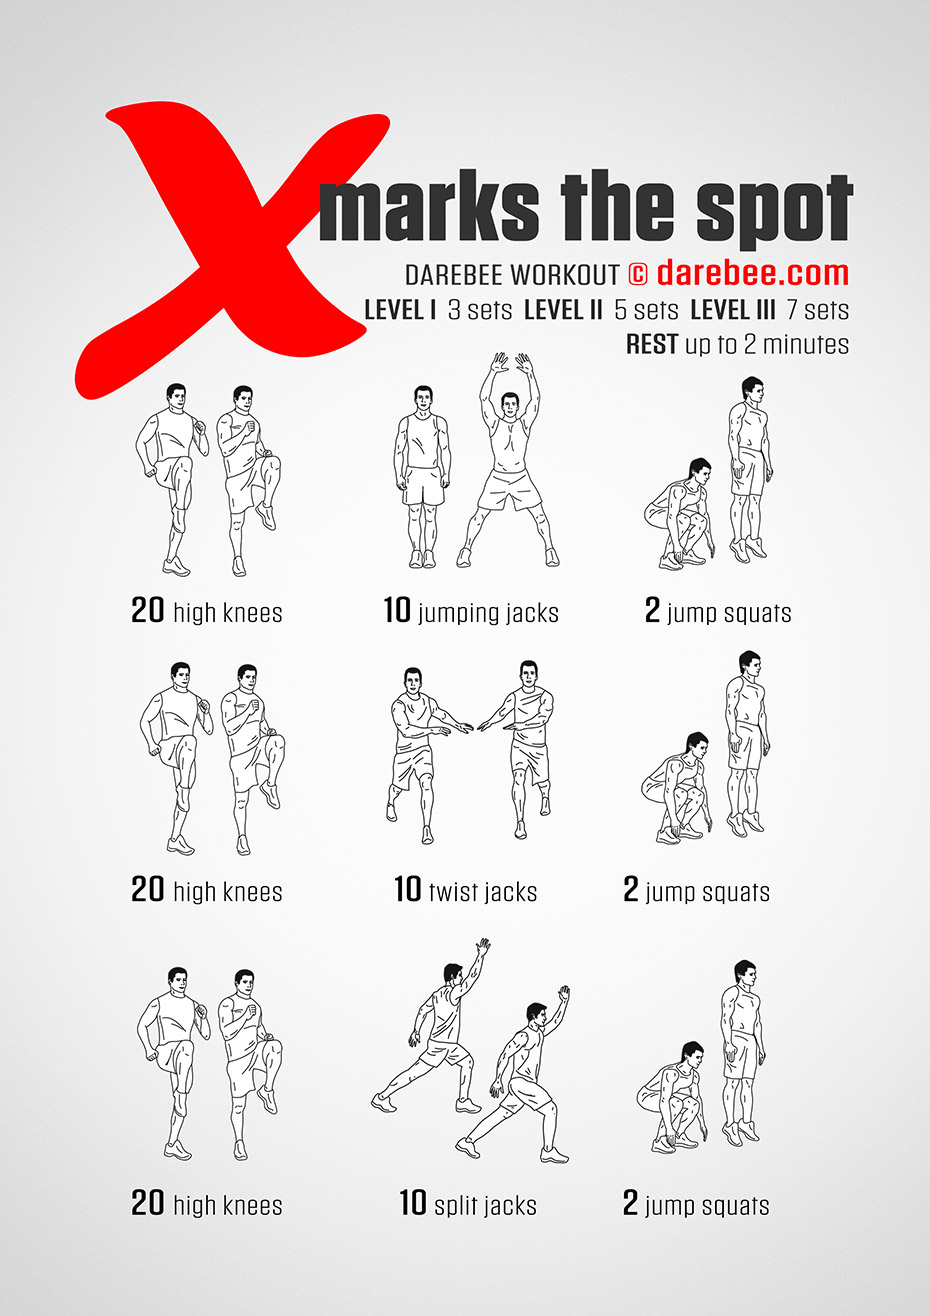 X marks the spot
DAREBEE WORKOUT © darebee.com
LEVEL I 3 sets LEVEL II 5 sets LEVEL III 7 sets
REST up to 2 minutes
20 high knees
10 jumping jacks
2 jump squats
20 high knees
10 twist jacks
2 jump squats
20 high knees
10 split jacks
2 jump squats